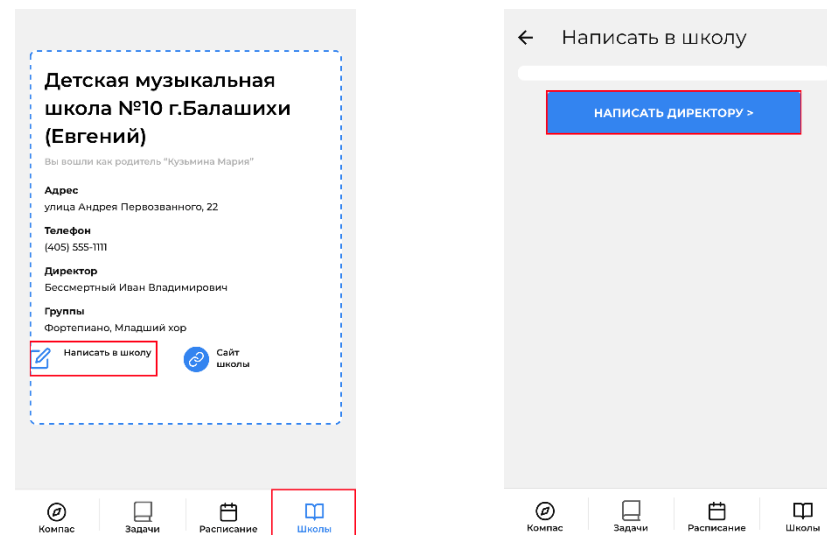 Детская музыкальная
школа №10 г.Балашихи
(Евгений)
Вы вошли как родитель "Кузьмина Мария"
Адрес
улица Андрея Первозванного, 22
Телефон
(405) 555-1111
Директор
Бессмертный Иван Владимирович
Группы
Фортепиано, Младший хор
Написать в школу
Сайт
школы
Компас
Задачи
Расписание
Школы
Написать в школу
НАПИСАТЬ ДИРЕКТОРУ >
Компас
Задачи
Расписание
Школы